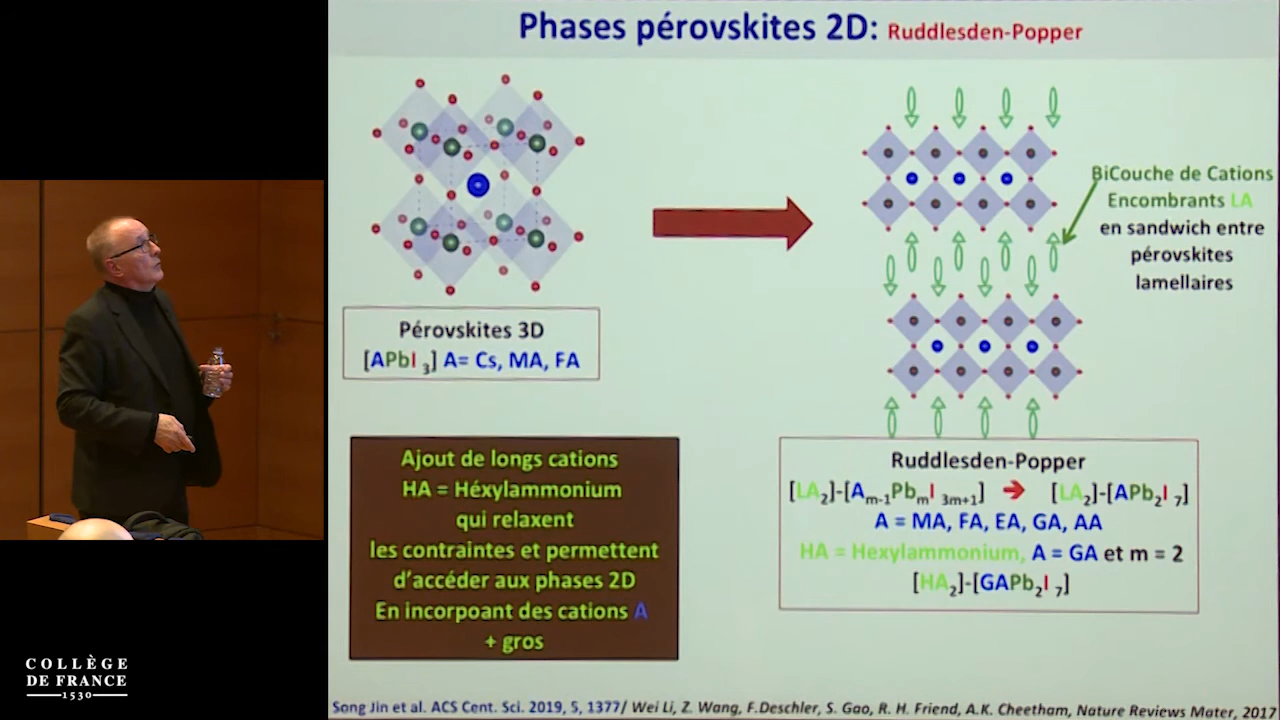 Phases pérovskites 2D: Ruddlesden-Popper
BiCouche de Cations
Encombrants LA
en sandwich entre
pérovskites
lamellaires
Pérovskites 3D
[APbI 3] A= Cs, MA, FA
Ajout de longs cations
HA = Héxylammonium
qui relaxent
les contraintes et permettent
d'accéder aux phases 2D
En incorpoant des cations A
+ gros
Ruddlesden-Popper
[LA2]-[Am-1PbmI 3m+1] → [LA2]-[APb2I 7]
A = MA, FA, EA, GA, AA
HA = Hexylammonium, A = GA et m = 2
[HA2]-[GAPb2I 7]
COLLÈGE
DE FRANCE
1530
Song Jin et al. ACS Cent. Sci. 2019, 5, 1377/ Wei Li, Z. Wang, F.Deschler, S. Gao, R. H. Friend, A.K. Cheetham, Nature Reviews Mater, 2017